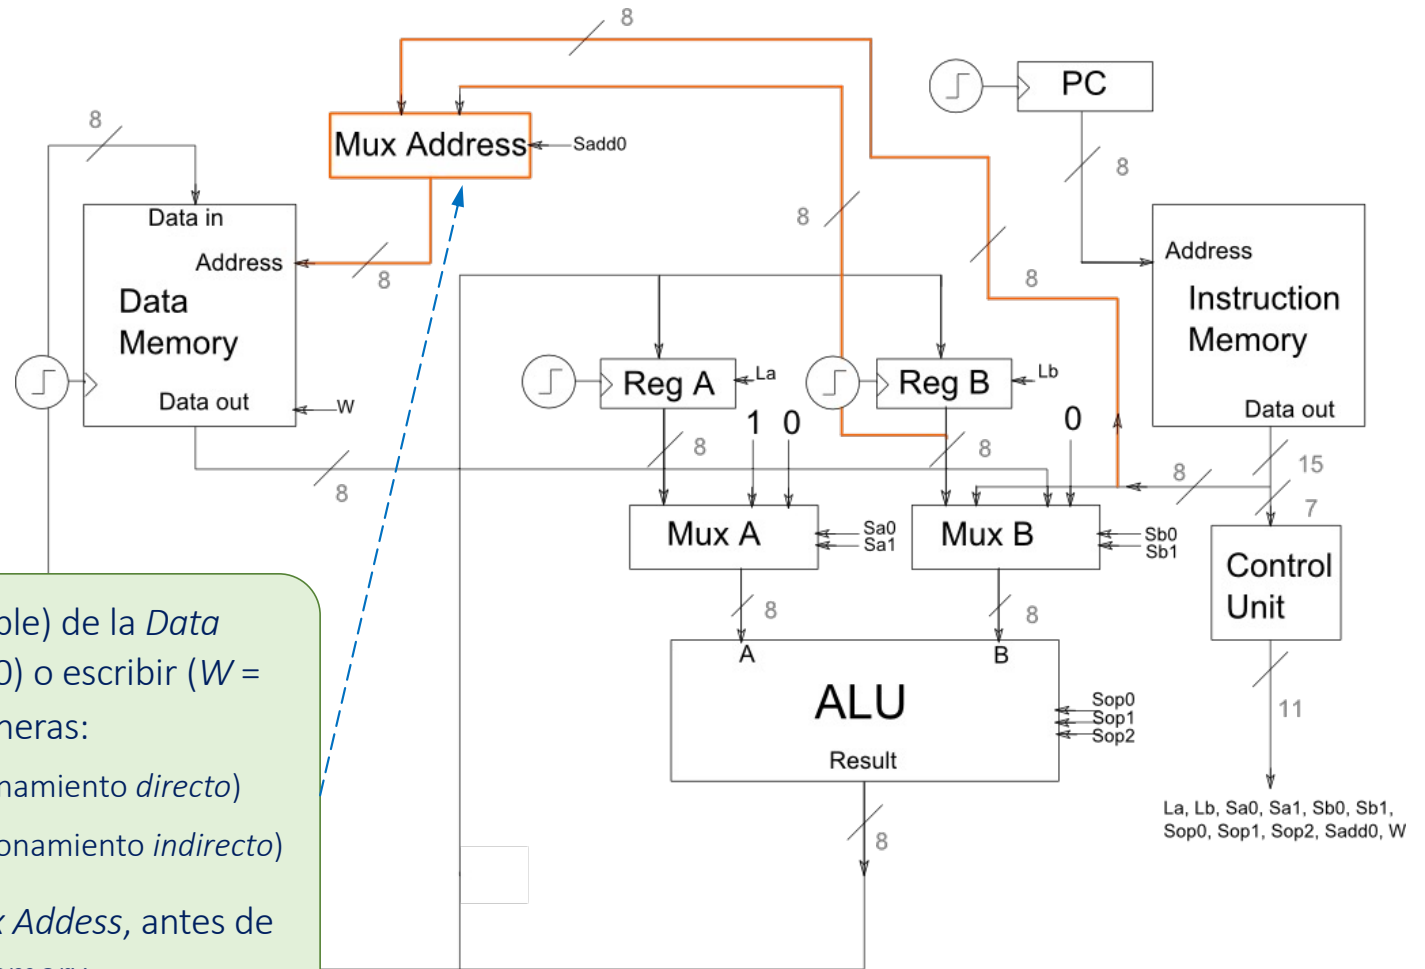 8
PC
8
Mux Address
Sadd0
8
8
Data in
Address
8
8
Address
Data
Memory
Instruction
Memory
Data out
W
Reg A
La
Reg B
Lb
Data out
1 0
0
8
8
8
8
15
7
Mux A
Sa0
Sa1
Mux B
Sb0
Sb1
Control
Unit
8
8
A
B
ALU
Sop0
Sop1
Sop2
Result
11
8
La, Lb, Sa0, Sa1, Sb0, Sb1,
Sop0, Sop1, Sop2, Sadd0, W
ble) de la Data
0) o escribir (W =
neras:
namiento directo)
onamiento indirecto)
x Addess, antes de